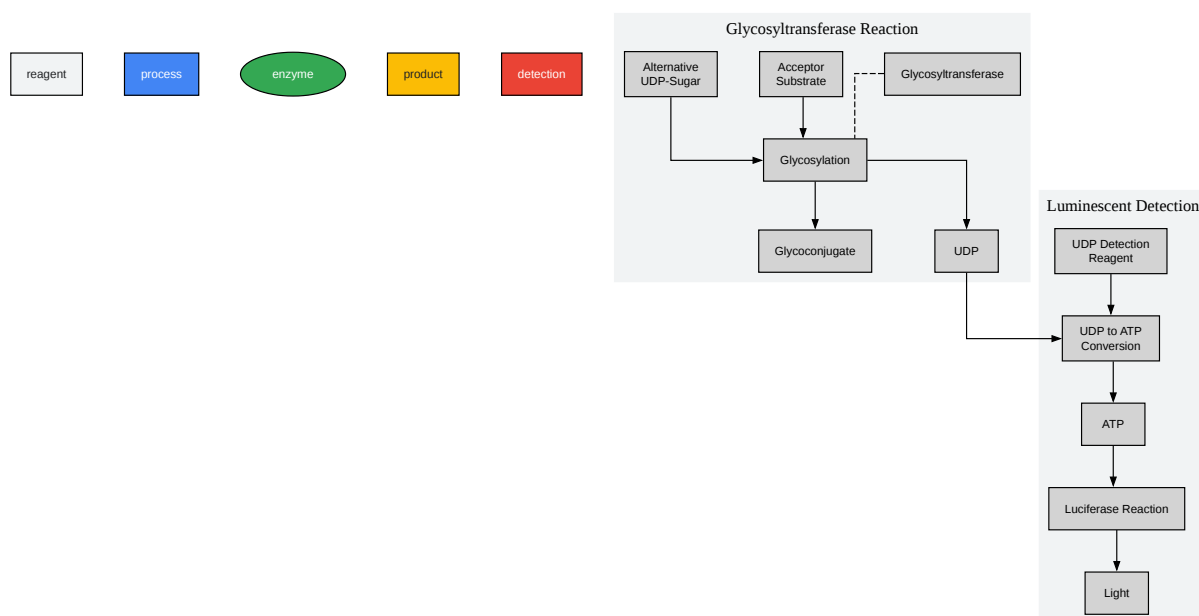 Glycosyltransferase Reaction
reagent
process
enzyme
product
detection
Alternative
UDP-Sugar
Acceptor
Substrate
Glycosyltransferase
Glycosylation
Glycoconjugate
UDP
Luminescent Detection
UDP Detection
Reagent
UDP to ATP
Conversion
ATP
Luciferase Reaction
Light